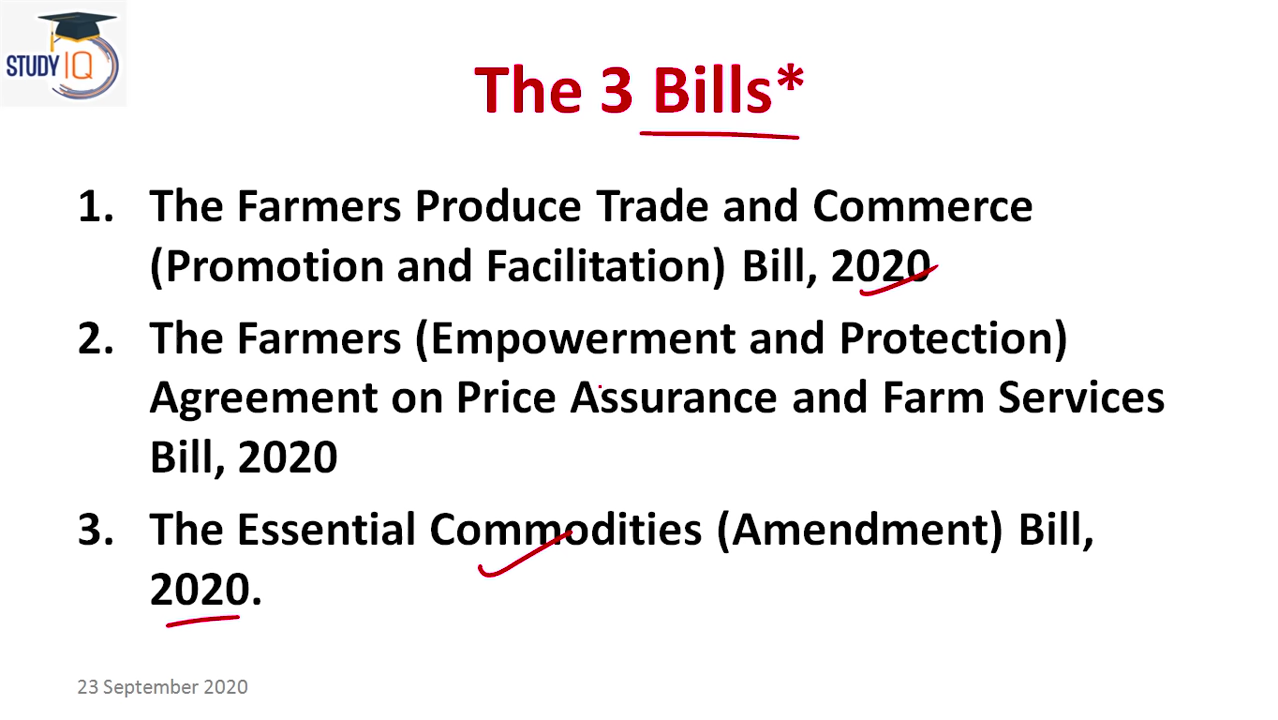 STUDY IQ
The 3 Bills*
1. The Farmers Produce Trade and Commerce
(Promotion and Facilitation) Bill, 2020
2. The Farmers (Empowerment and Protection)
Agreement on Price Assurance and Farm Services
Bill, 2020
3. The Essential Commodities (Amendment) Bill,
2020.
23 September 2020